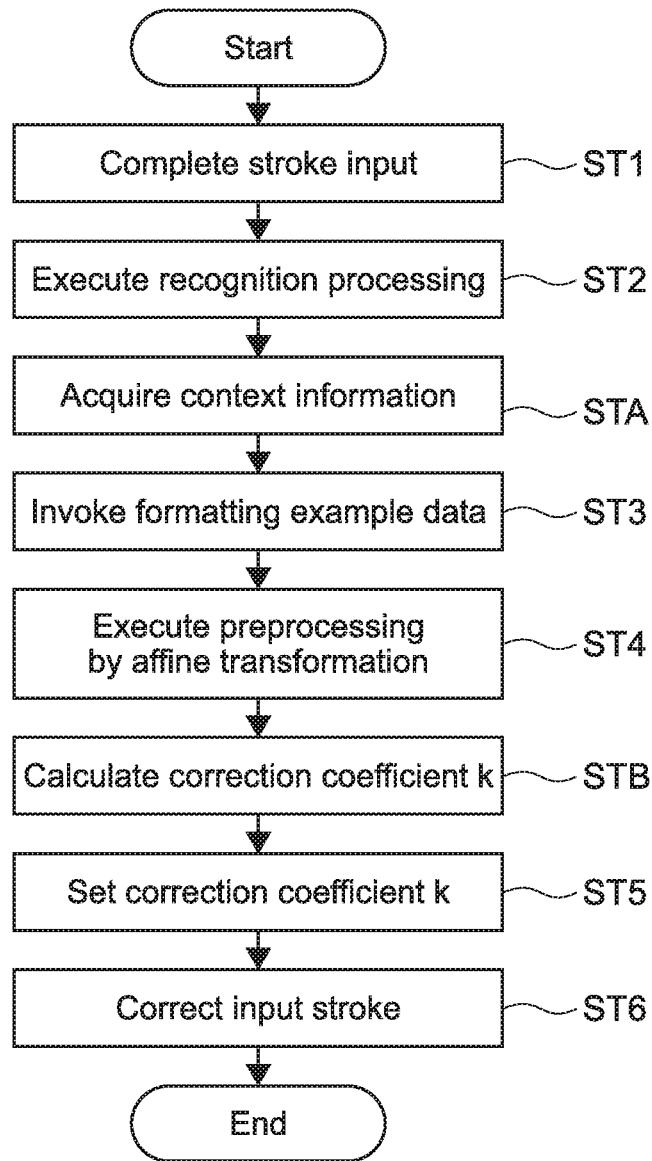 Start
Complete stroke input ST1
Execute recognition processing ST2
Acquire context information STA
Invoke formatting example data ST3
Execute preprocessing
by affine transformation ST4
Calculate correction coefficient k STB
Set correction coefficient k ST5
Correct input stroke ST6
End